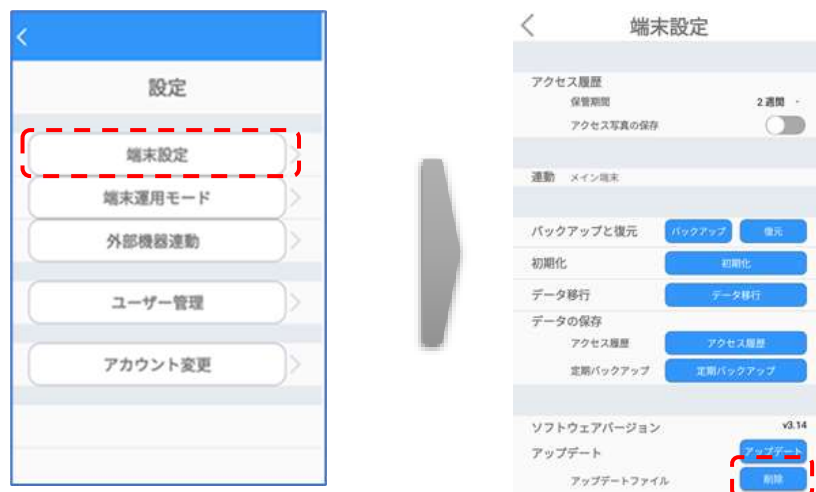 設定
端末設定
端末運用モード
外部機器連動
ユーザー管理
アカウント変更
端末設定
アクセス履歴
保管期間 2週間
アクセス写真の保存
連動 メイン端末
バックアップと復元 バックアップ 復元
初期化 初期化
データ移行 データ移行
データの保存
アクセス履歴 アクセス履歴
定期バックアップ 定期バックアップ
ソフトウェアバージョン v3.14
アップデート アップデート
アップデートファイル 削除